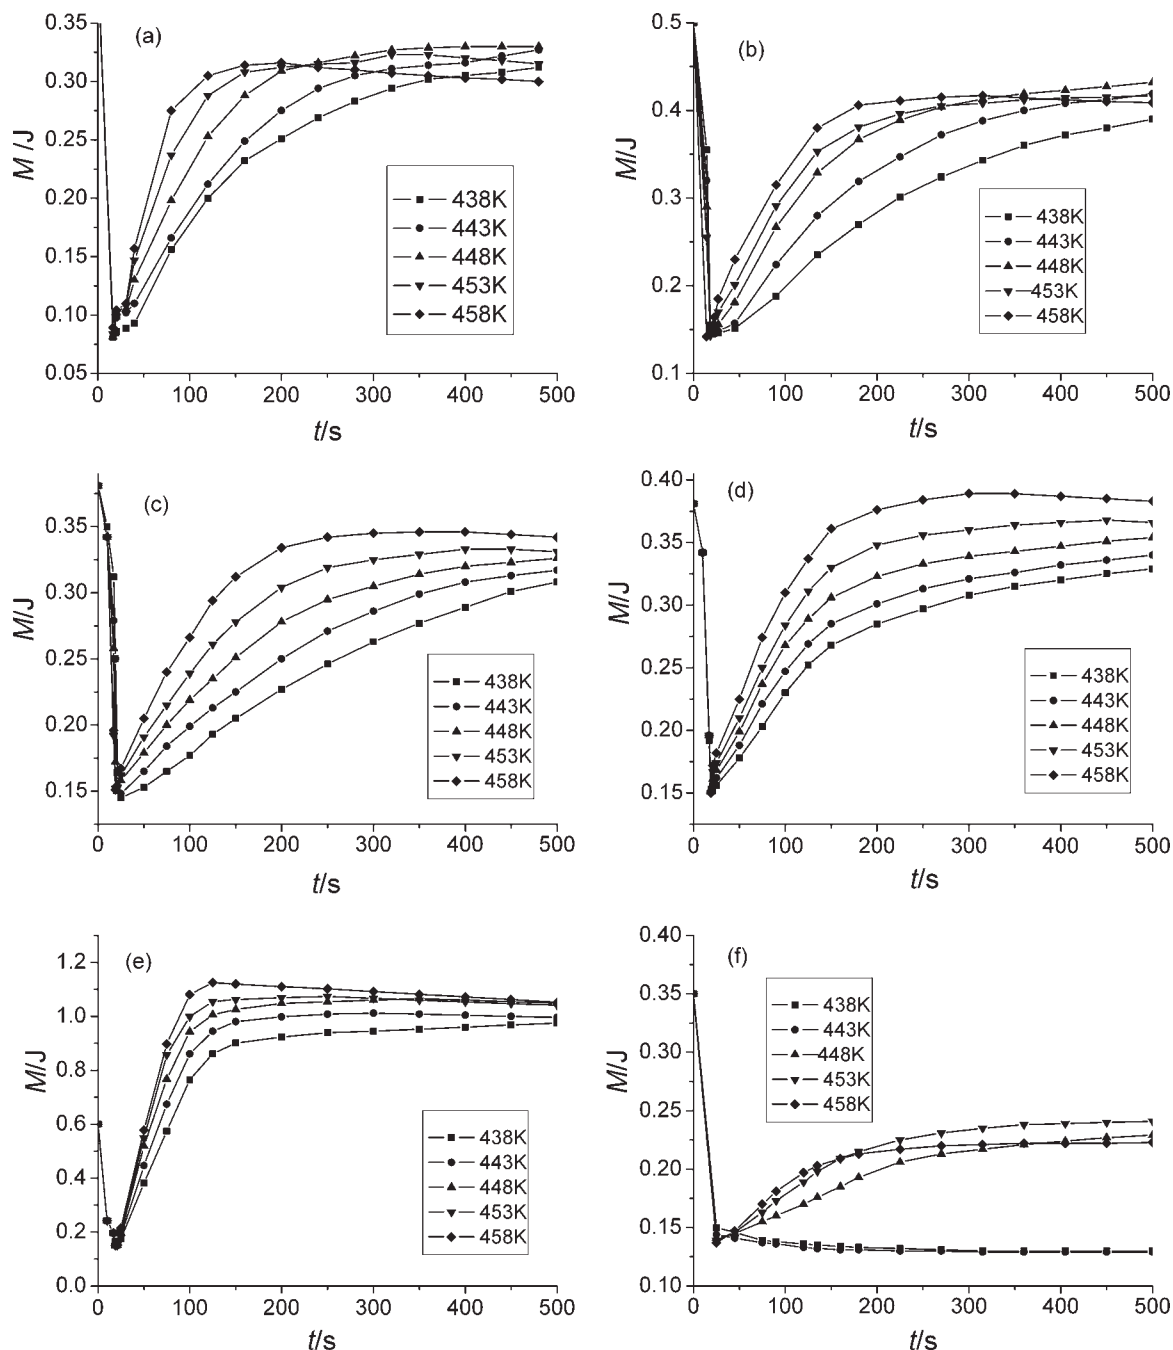 (a)
M /J
0.35
0.30
0.25
0.20
0.15
0.10
0.05
438K
443K
448K
453K
458K
0 100 200 300 400 500
t/s
(b)
M/J
0.5
0.4
0.3
0.2
0.1
438K
443K
448K
453K
458K
0 100 200 300 400 500
t/s
(c)
M/J
0.35
0.30
0.25
0.20
0.15
438K
443K
448K
453K
458K
0 100 200 300 400 500
t/s
(d)
M/J
0.40
0.35
0.30
0.25
0.20
0.15
438K
443K
448K
453K
458K
0 100 200 300 400 500
t/s
(e)
M/J
1.2
1.0
0.8
0.6
0.4
0.2
0.0
438K
443K
448K
453K
458K
0 100 200 300 400 500
t/s
(f)
M/J
0.40
0.35
0.30
0.25
0.20
0.15
0.10
438K
443K
448K
453K
458K
0 100 200 300 400 500
t/s